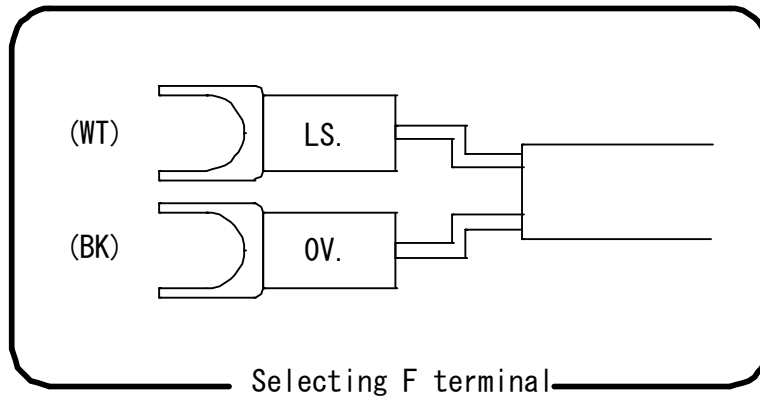 (WT) LS.
(BK) 0V.
Selecting F terminal